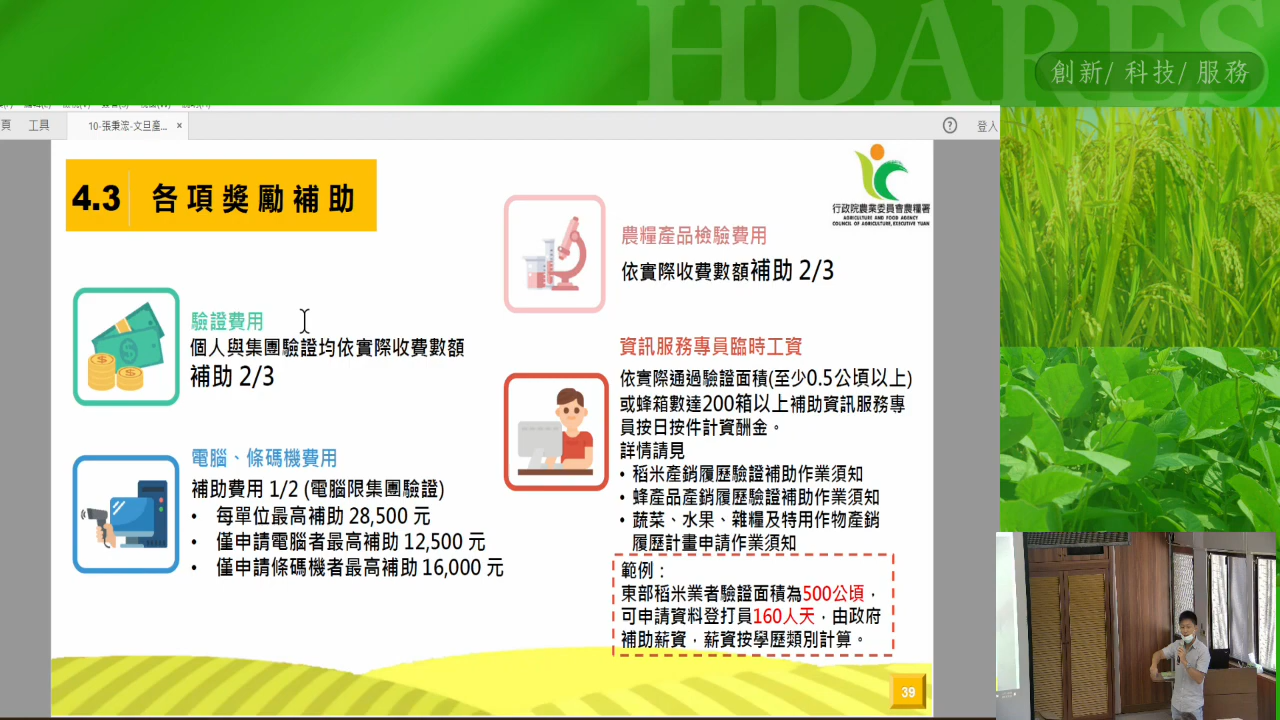 HDARES
創新/ 科技/ 服務
頁 工具 10-張秉浤-文旦產... × ? 登入
4.3 各項獎勵補助
行政院農業委員會農糧署
AGRICULTURE AND FOOD AGENCY
COUNCIL OF AGRICULTURE, EXECUTIVE YUAN
驗證費用
個人與集團驗證均依實際收費數額
補助 2/3
電腦、條碼機費用
補助費用 1/2 (電腦限集團驗證)
• 每單位最高補助 28,500 元
• 僅申請電腦者最高補助 12,500 元
• 僅申請條碼機者最高補助 16,000 元
農糧產品檢驗費用
依實際收費數額補助 2/3
資訊服務專員臨時工資
依實際通過驗證面積(至少0.5公頃以上)
或蜂箱數達200箱以上補助資訊服務專
員按日按件計資酬金。
詳情請見
• 稻米產銷履歷驗證補助作業須知
• 蜂產品產銷履歷驗證補助作業須知
• 蔬菜、水果、雜糧及特用作物產銷
履歷計畫申請作業須知
範例：
東部稻米業者驗證面積為500公頃，
可申請資料登打員160人天，由政府
補助薪資，薪資按學歷類別計算。
39